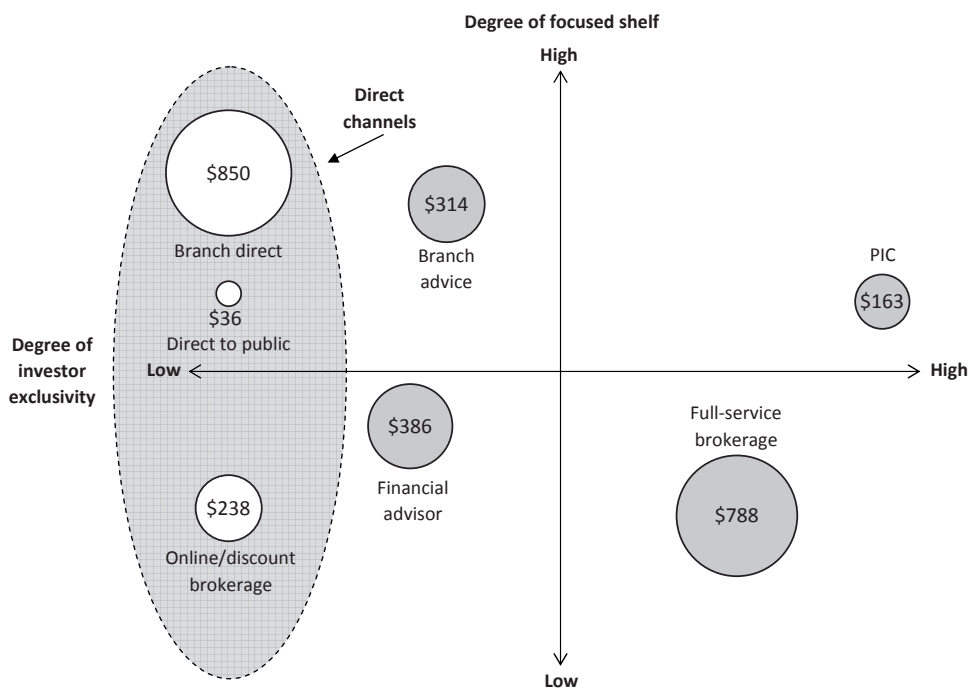 Degree of focused shelf
High
Direct
channels
$850
Branch direct
$314
Branch
advice
PIC
$163
$36
Direct to public
Degree of
investor
exclusivity
Low
High
$386
Financial
advisor
Full-service
brokerage
$788
$238
Online/discount
brokerage
Low